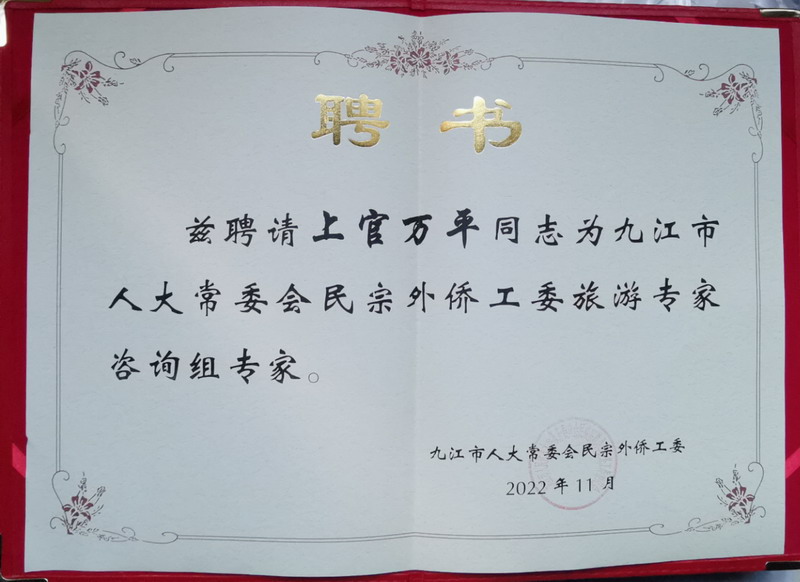 聘书
兹聘请上官万平同志为九江市
人大常委会民宗外侨工委旅游专家
咨询组专家。
九江市人大常委会民宗外侨工委
2022年11月